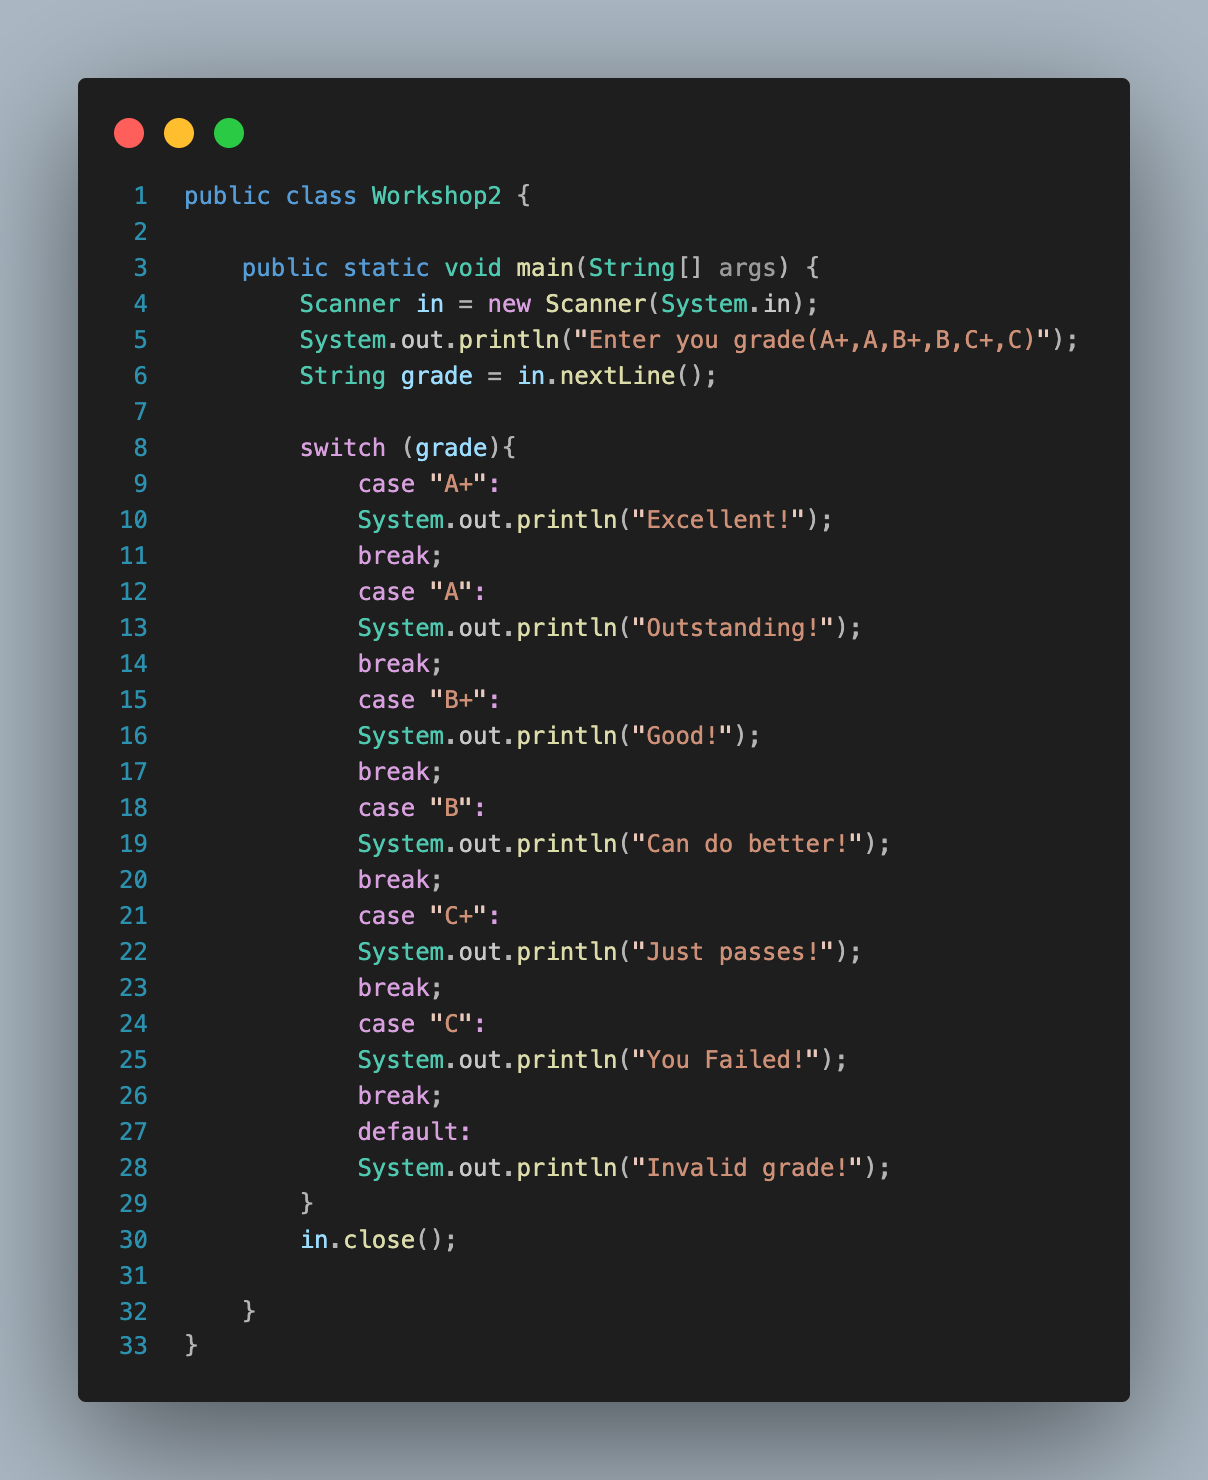 1 public class Workshop2 {
2
3     public static void main(String[] args) {
4         Scanner in = new Scanner(System.in);
5         System.out.println("Enter you grade(A+,A,B+,B,C+,C)");
6         String grade = in.nextLine();
7
8         switch (grade){
9             case "A+":
10             System.out.println("Excellent!");
11             break;
12             case "A":
13             System.out.println("Outstanding!");
14             break;
15             case "B+":
16             System.out.println("Good!");
17             break;
18             case "B":
19             System.out.println("Can do better!");
20             break;
21             case "C+":
22             System.out.println("Just passes!");
23             break;
24             case "C":
25             System.out.println("You Failed!");
26             break;
27             default:
28             System.out.println("Invalid grade!");
29         }
30         in.close();
31
32     }
33 }